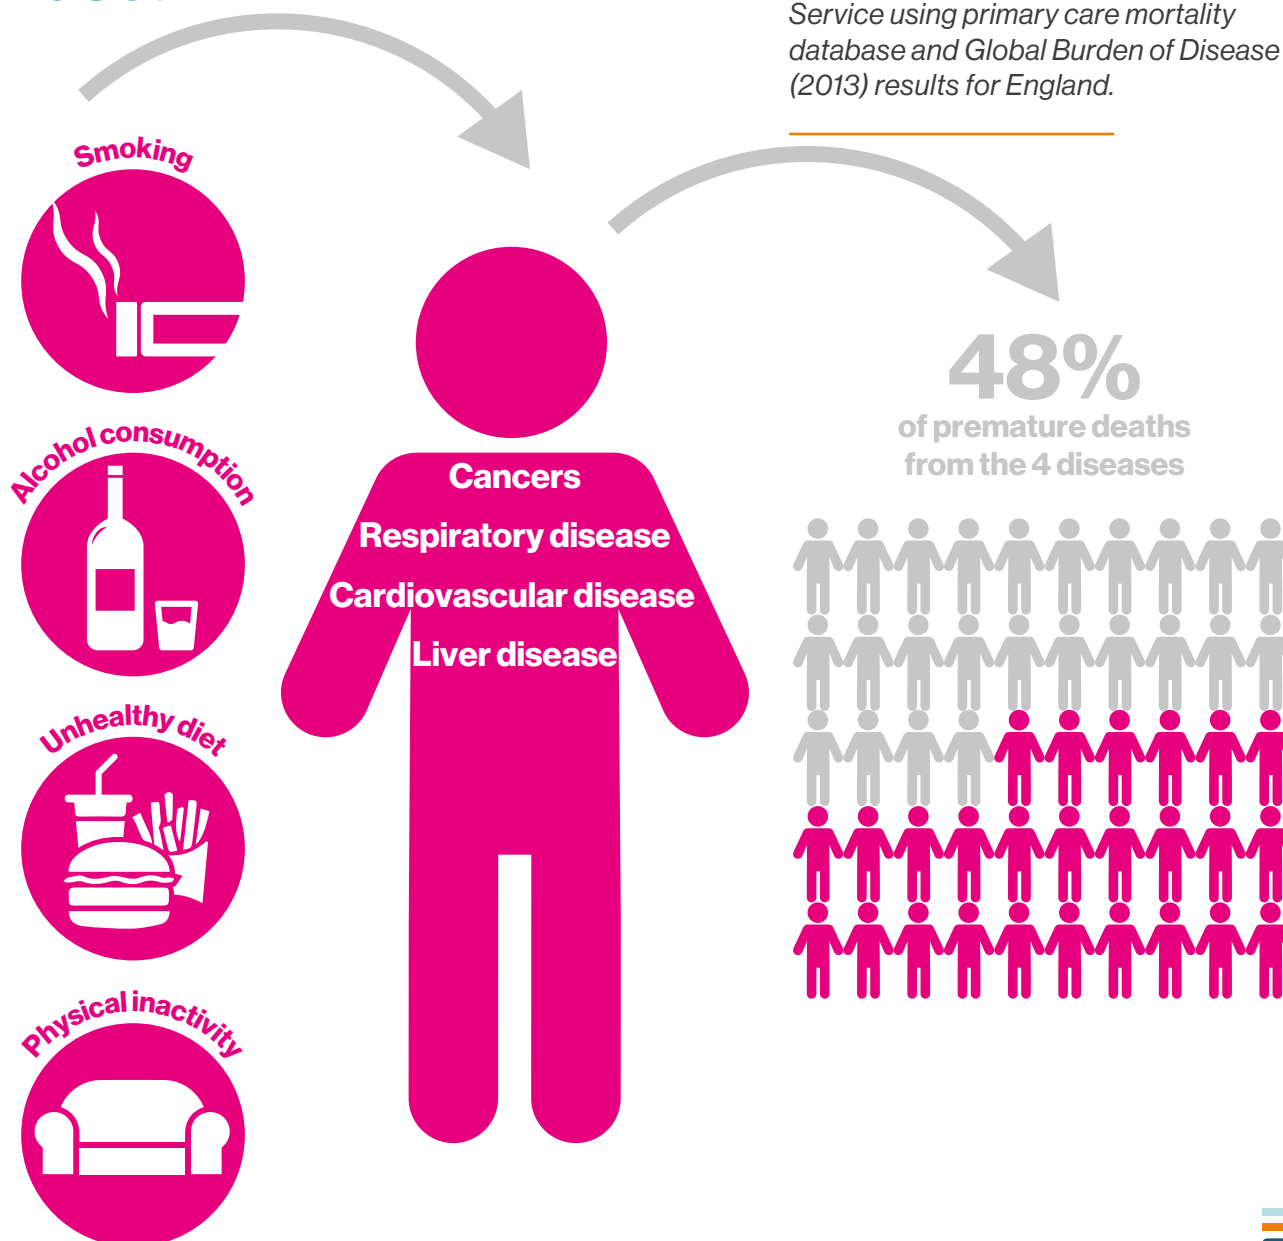 Service using primary care mortality
database and Global Burden of Disease
(2013) results for England.
Smoking
Alcohol consumption
Unhealthy diet
Physical inactivity
Cancers
Respiratory disease
Cardiovascular disease
Liver disease
48%
of premature deaths
from the 4 diseases